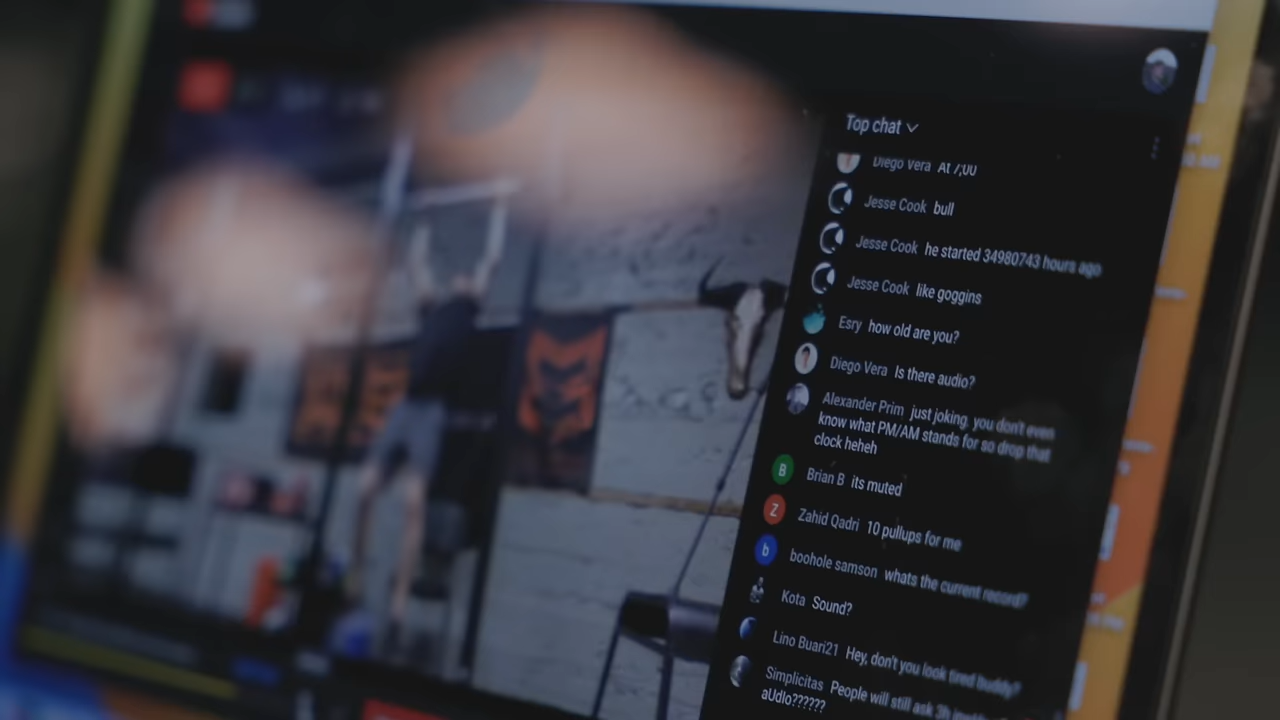 Top chat
Diego Vera At 7;00
Jesse Cook bull
Jesse Cook he started 34980743 hours ago
Jesse Cook like goggins
Esry how old are you?
Diego Vera Is there audio?
Alexander Prim just joking. you don't even
know what PM/AM stands for so drop that
clock heheh
B
Brian B its muted
Z
Zahid Qadri 10 pullups for me
b
boohole samson whats the current record?
Kota Sound?
Lino Buari21 Hey, don't you look tired buddy?
Simplicitas People will still ask 3h
aUdIo??????